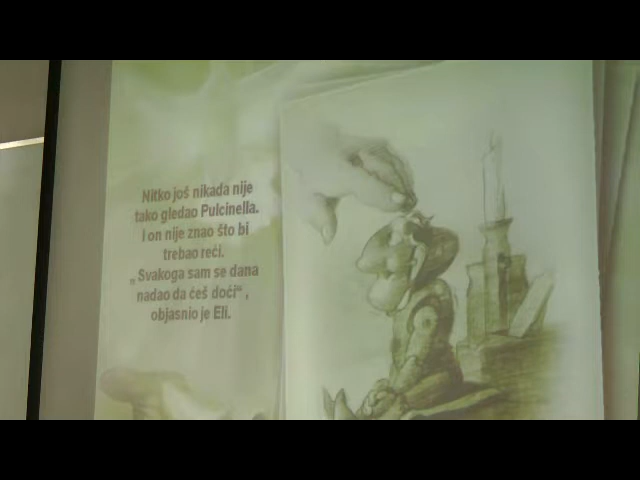 Nitko još nikada nije
tako gledao Pulcinella.
I on nije znao što bi
trebao reći.
„ Svakoga sam se dana
nadao da ćeš doći“ ,
objasnio je Eli.